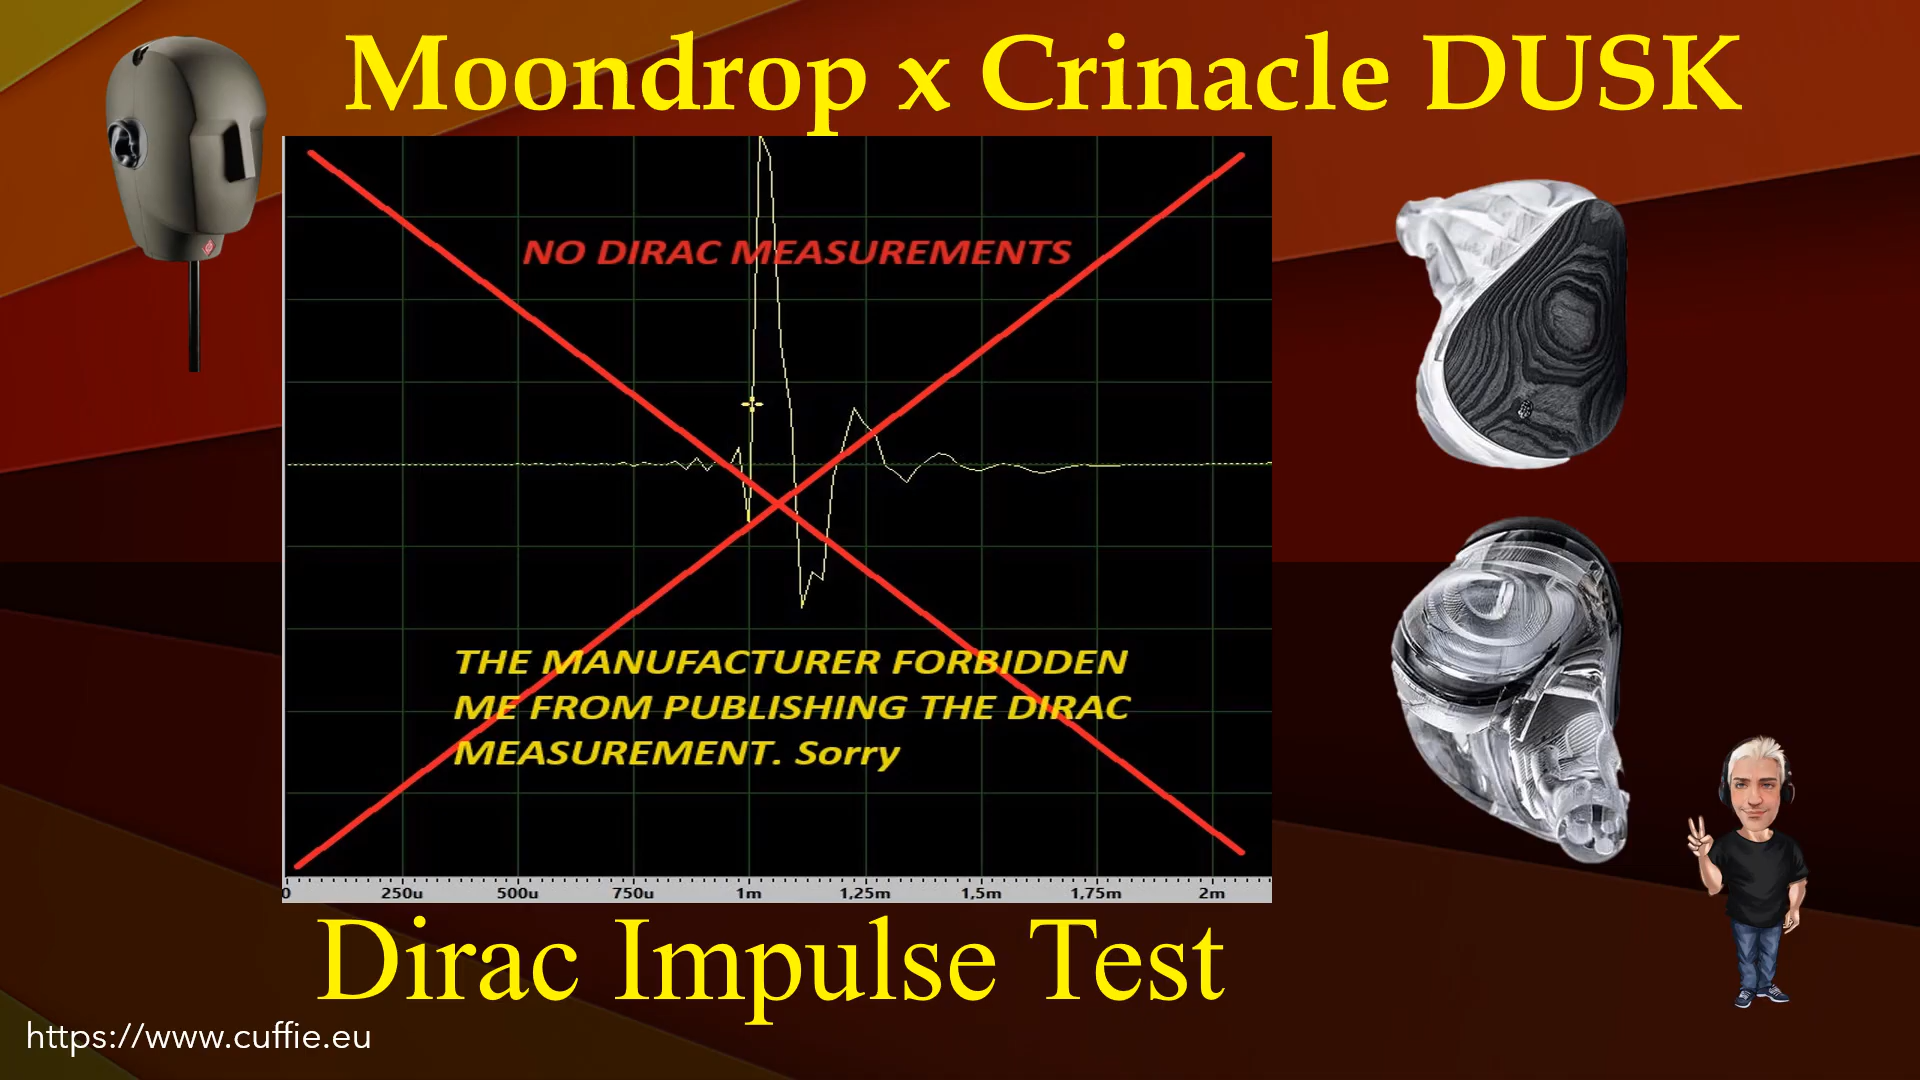 Moondrop x Crinacle DUSK
NO DIRAC MEASUREMENTS
THE MANUFACTURER FORBIDDEN
ME FROM PUBLISHING THE DIRAC
MEASUREMENT. Sorry
0 250u 500u 750u 1m 1,25m 1,5m 1,75m 2m
Dirac Impulse Test
https://www.cuffie.eu